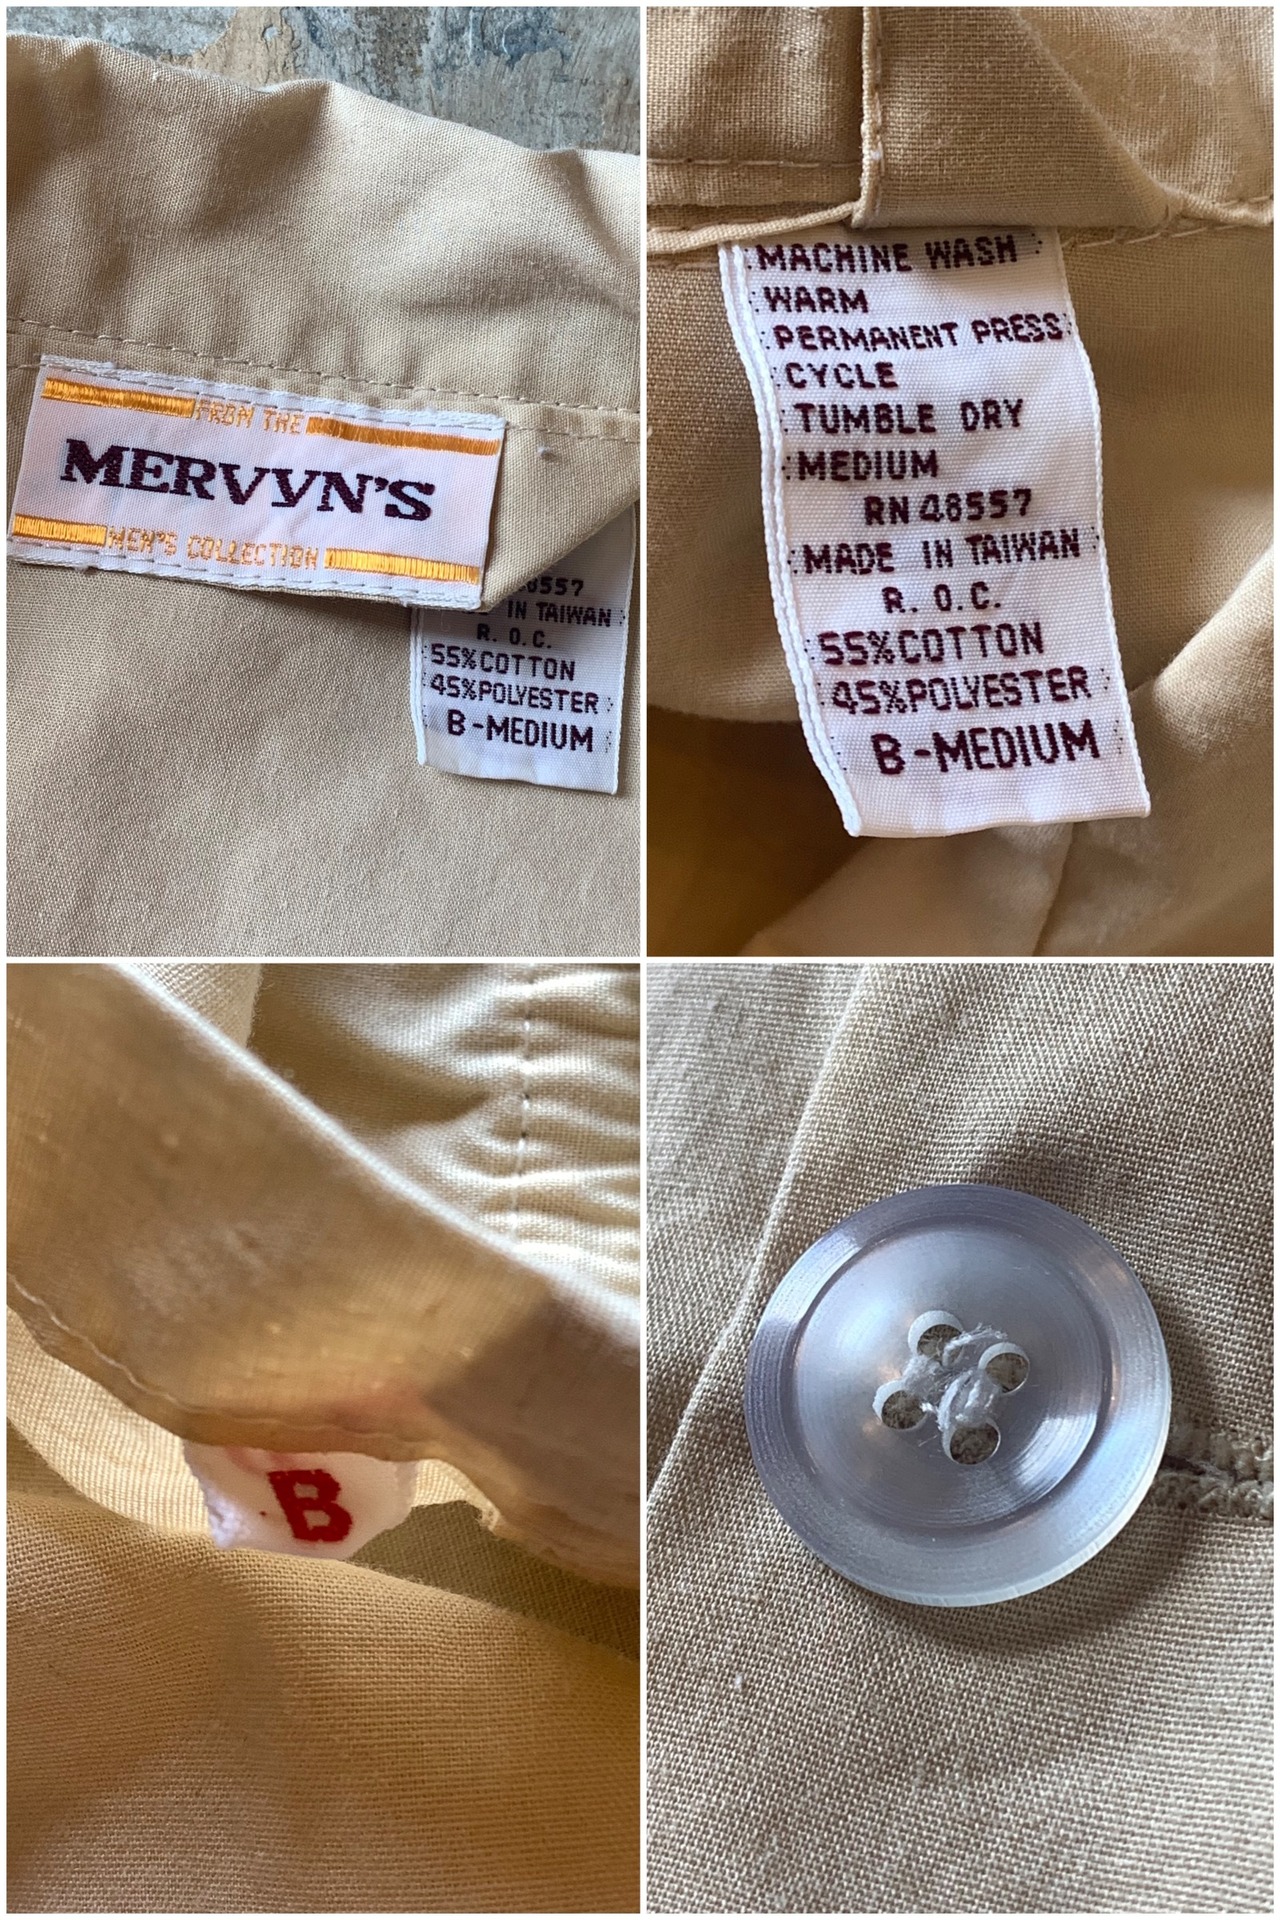 FROM THE
MERVYN'S
MEN'S COLLECTION
8557
IN TAIWAN
R. O.C.
55%COTTON
45%POLYESTER
B-MEDIUM
MACHINE WASH
WARM
PERMANENT PRESS
CYCLE
TUMBLE DRY
MEDIUM
RN 48557
MADE IN TAIWAN
R. O.C.
55%COTTON
45%POLYESTER
B-MEDIUM
B